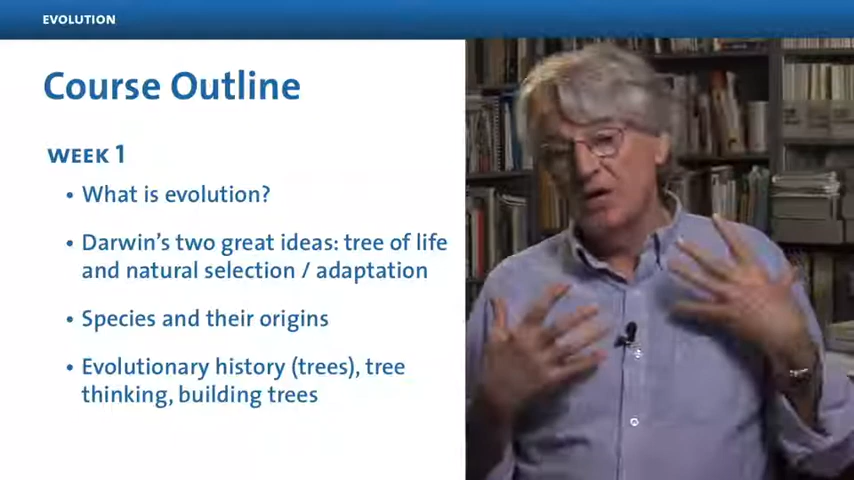 EVOLUTION
Course Outline
WEEK 1
• What is evolution?
• Darwin's two great ideas: tree of life
and natural selection / adaptation
• Species and their origins
• Evolutionary history (trees), tree
thinking, building trees